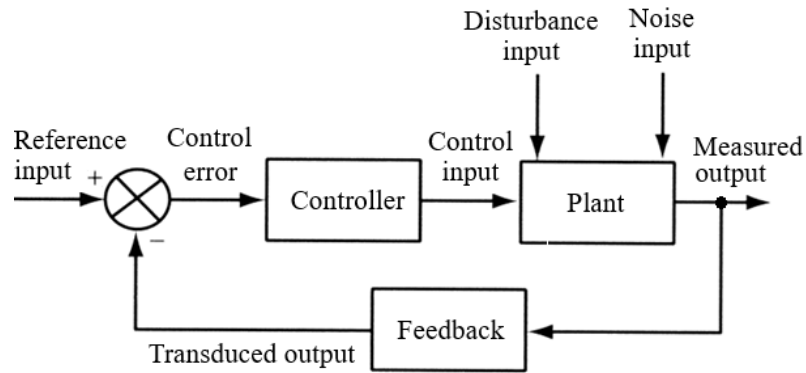 Disturbance
input
Noise
input
Reference
input
+
−
Control
error
Controller
Control
input
Plant
Measured
output
Feedback
Transduced output